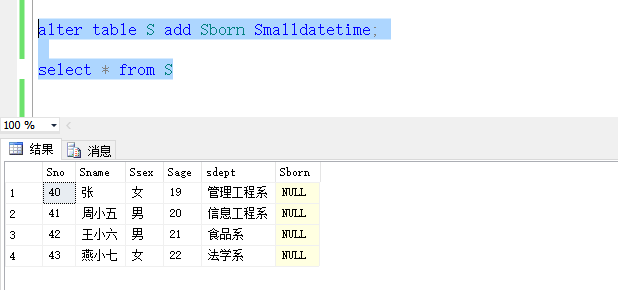 alter table S add Sborn Smalldatetime;
select * from S
100 %
结果 消息
Sno Sname Ssex Sage sdept Sborn
1 40 张 女 19 管理工程系 NULL
2 41 周小五 男 20 信息工程系 NULL
3 42 王小六 男 21 食品系 NULL
4 43 燕小七 女 22 法学系 NULL